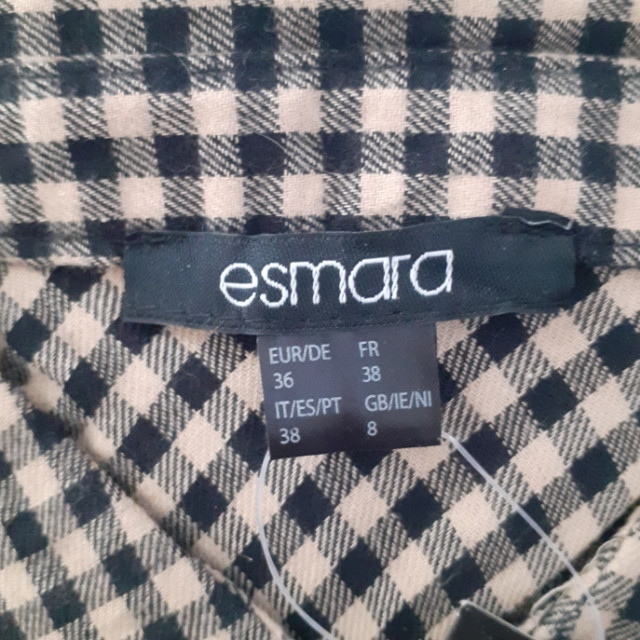 esmara
EUR/DE FR
36 38
IT/ES/PT GB/IE/NI
38 8